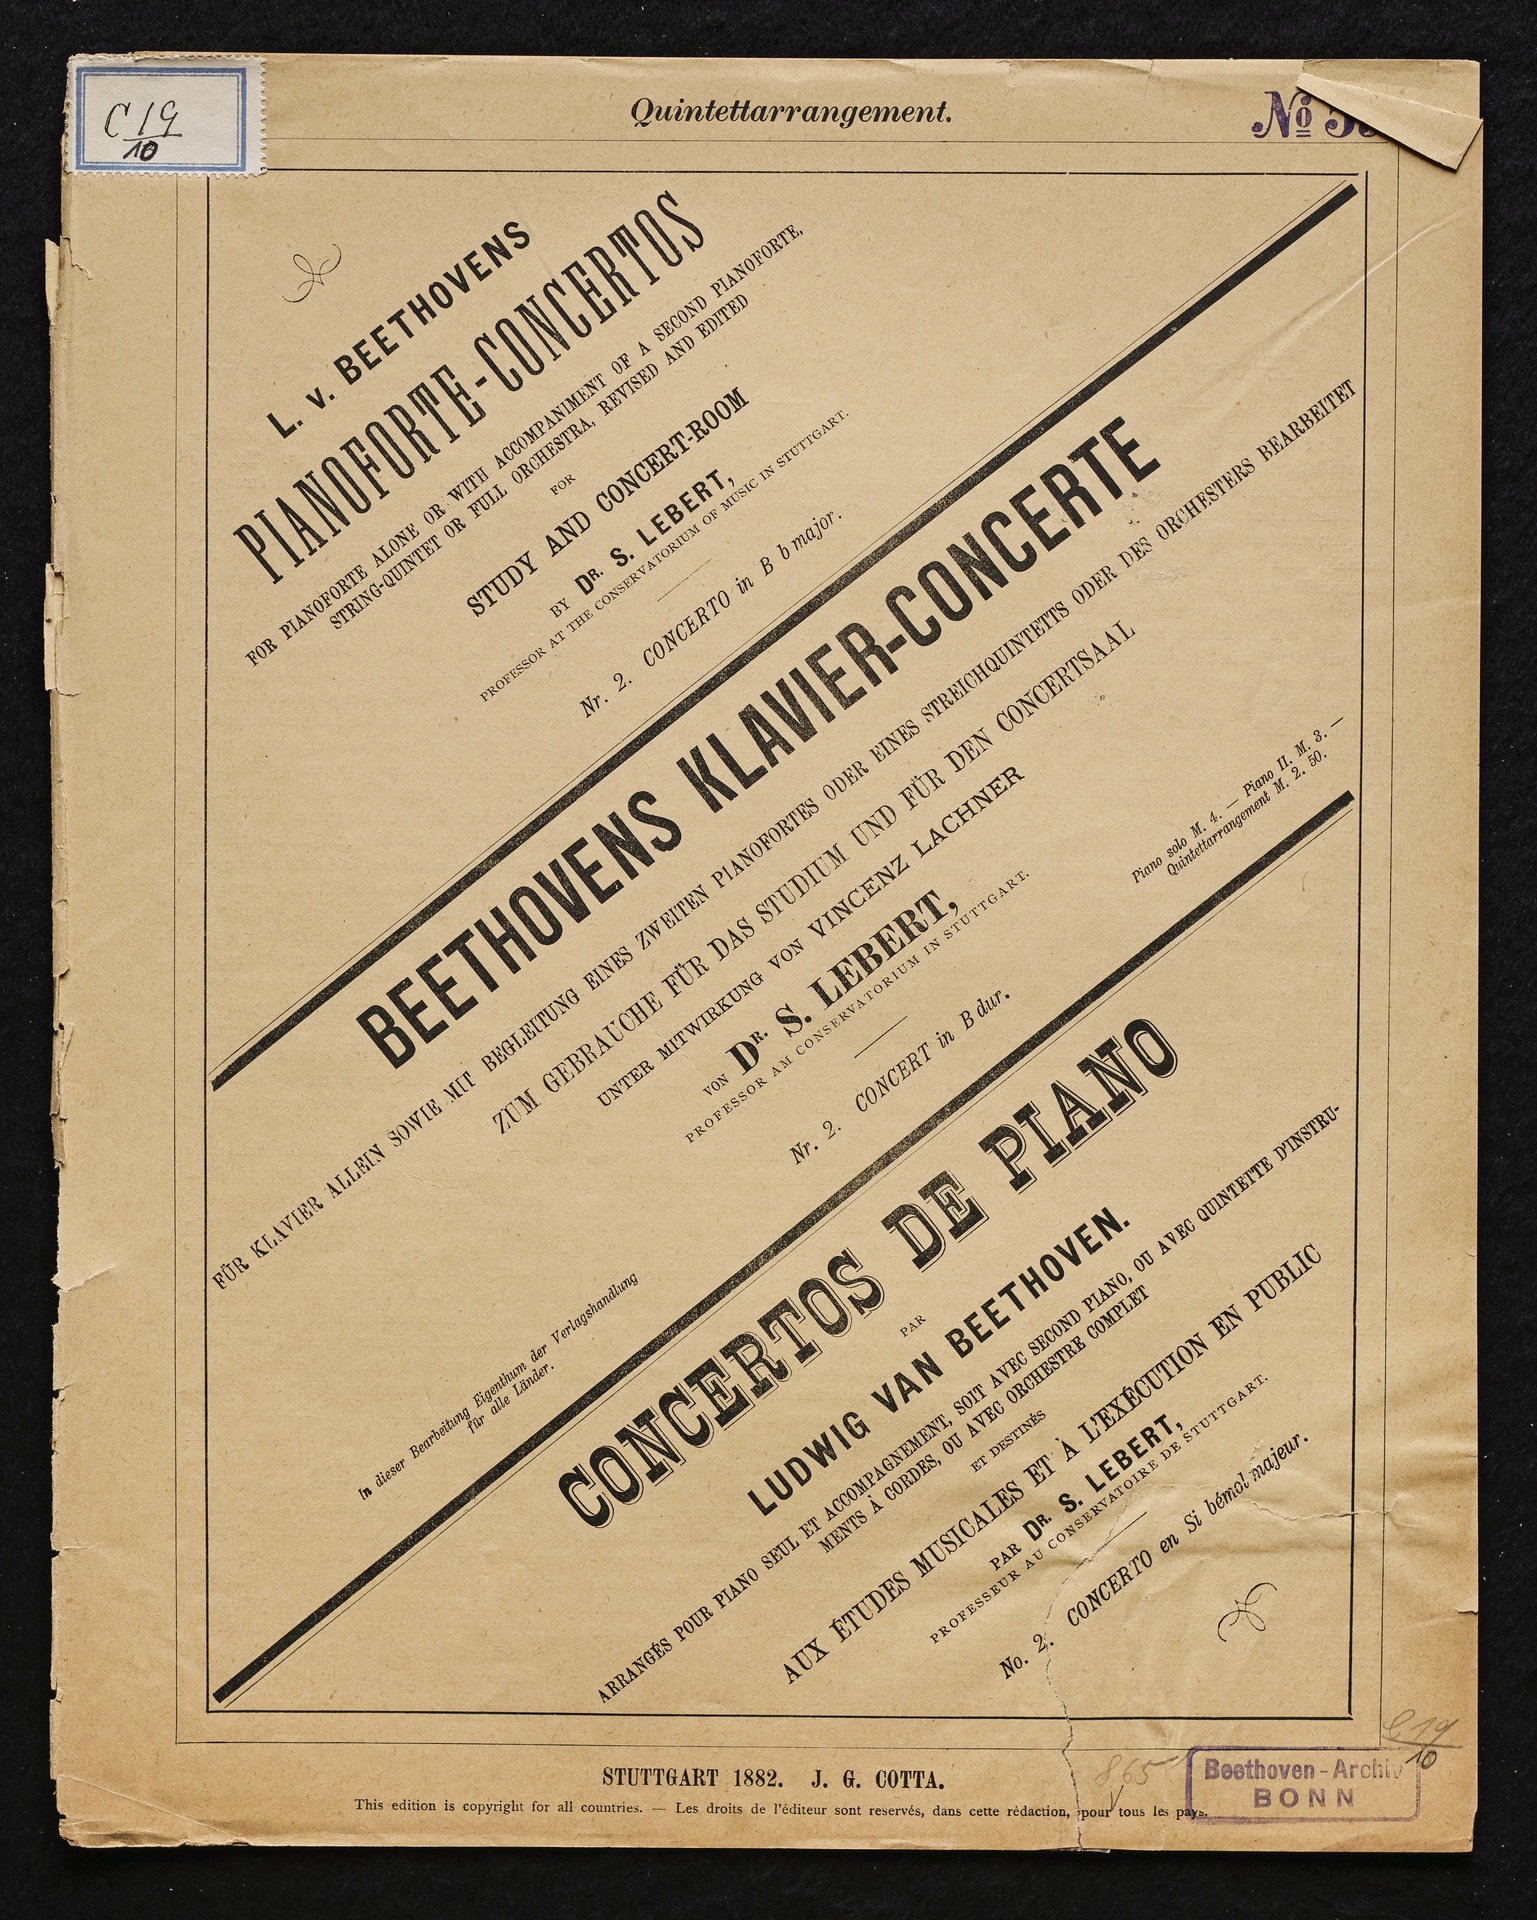 C 19
10
Quintettarrangement.
No
L. v. BEETHOVENS
PIANOFORTE-CONCERTOS
FOR PIANOFORTE ALONE OR WITH ACCOMPANIMENT OF A SECOND PIANOFORTE,
STRING-QUINTET OR FULL ORCHESTRA, REVISED AND EDITED
FOR
STUDY AND CONCERT-ROOM
BY DR. S. LEBERT,
PROFESSOR AT THE CONSERVATORIUM OF MUSIC IN STUTTGART.
Nr. 2. CONCERTO in B b major.
BEETHOVENS KLAVIER-CONCERTE
FÜR KLAVIER ALLEIN SOWIE MIT BEGLEITUNG EINES ZWEITEN PIANOFORTES ODER EINES STREICHQUINTETTS ODER DES ORCHESTERS BEARBEITET
ZUM GEBRAUCHE FÜR DAS STUDIUM UND FÜR DEN CONCERTSAAL
UNTER MITWIRKUNG VON VINCENZ LACHNER
VON DR. S. LEBERT,
PROFESSOR AM CONSERVATORIUM IN STUTTGART.
Nr. 2. CONCERT in B dur.
Piano solo M. 4. — Piano II. M. 3. —
Quintettarrangement M. 2. 50.
In dieser Bearbeitung Eigenthum der Verlagshandlung
für alle Länder.
CONCERTOS DE PIANO
PAR
LUDWIG VAN BEETHOVEN.
ARRANGÉS POUR PIANO SEUL ET ACCOMPAGNEMENT, SOIT AVEC SECOND PIANO, OU AVEC QUINTETTE D'INSTRU-
MENTS À CORDES, OU AVEC ORCHESTRE COMPLET
ET DESTINÉS
AUX ÉTUDES MUSICALES ET À L'EXÉCUTION EN PUBLIC
PAR DR. S. LEBERT,
PROFESSEUR AU CONSERVATOIRE DE STUTTGART.
No. 2. CONCERTO en Si bémol majeur.
C 19
10
STUTTGART 1882. J. G. COTTA.
865
This edition is copyright for all countries. — Les droits de l'éditeur sont reservés, dans cette rédaction, pour tous les pays.
Beethoven-Archiv
BONN